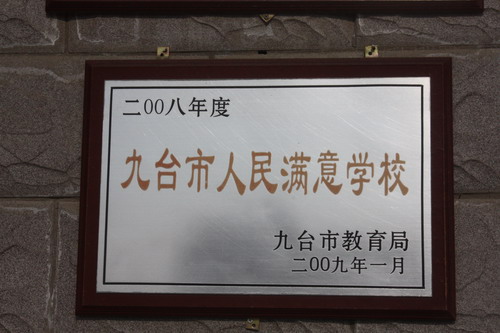 二00八年度
九台市人民满意学校
九台市教育局
二00九年一月